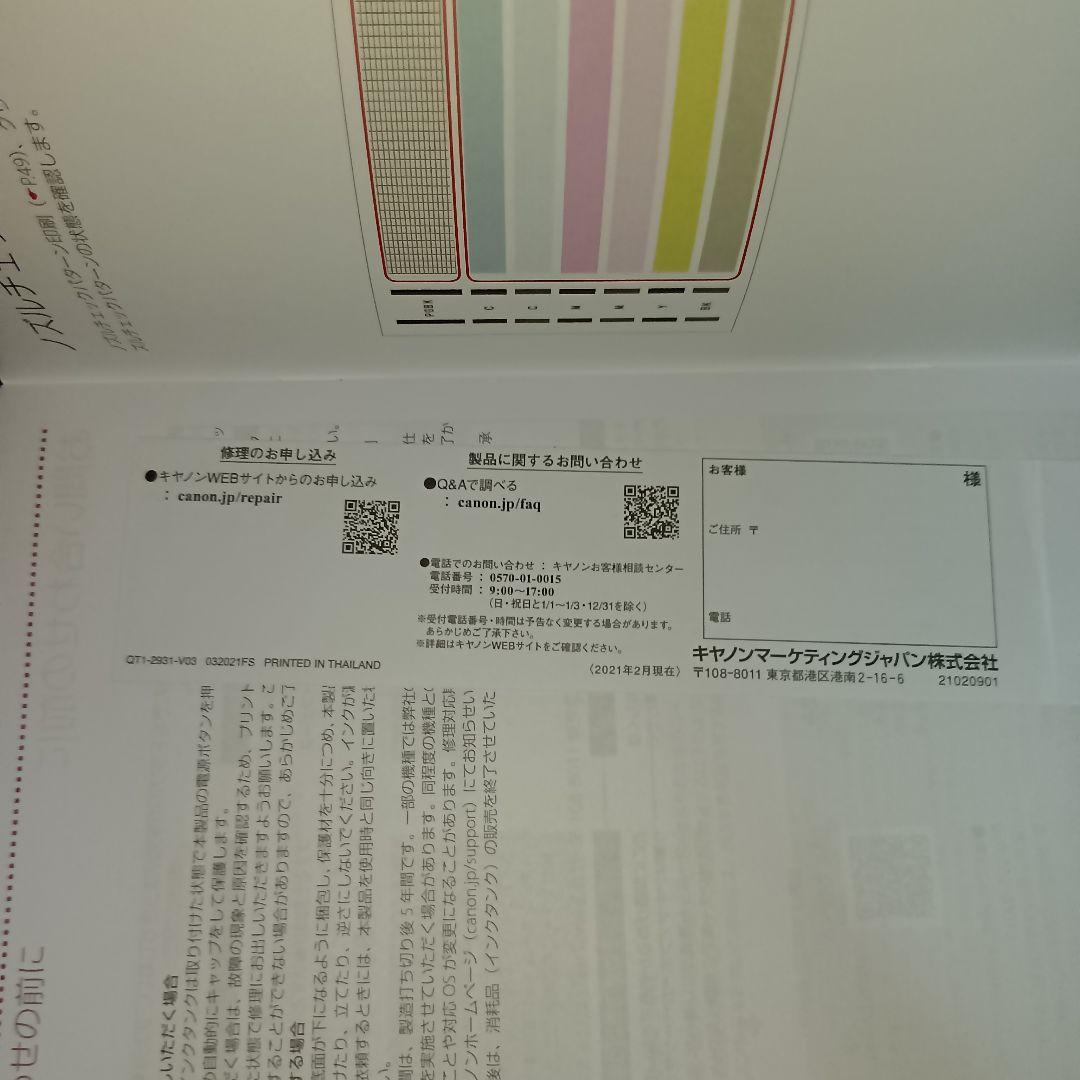 ノズルチェッ
ノズルチェックパターン印刷（P.49）、
ズルチェックパターンの状態を確認します。
PGBK
C
C
M
M
Y
BK
修理のお申し込み
●キヤノンWEBサイトからのお申し込み
：canon.jp/repair
製品に関するお問い合わせ
●Q&Aで調べる
：canon.jp/faq
●電話でのお問い合わせ：キヤノンお客様相談センター
電話番号：0570-01-0015
受付時間：9:00～17:00
（日・祝日と1/1～1/3・12/31を除く）
※受付電話番号・時間は予告なく変更する場合があります。
あらかじめご了承下さい。
※詳細はキヤノンWEBサイトをご確認ください。
お客様
様
ご住所 〒
電話
QT1-2931-V03 032021FS PRINTED IN THAILAND
（2021年2月現在）
キヤノンマーケティングジャパン株式会社
〒108-8011 東京都港区港南2-16-6
21020901
わせの前に
いただく場合
ンクタンクは取り付けた状態で本製品の電源ボタンを押
自動的にキャップをして保護します。
く場合は、故障の現象と原因を確認するため、プリント
た状態で修理にお出しいただきますようお願いします。こ
することができない場合がありますので、あらかじめご了
する場合
底面が下になるように梱包し、保護材を十分につめ、本製品
けたり、立てたり、逆さにしないでください。インクが漏
依頼するときには、本製品を使用時と同じ向きに置いたま
い。
間は、製造打ち切り後５年間です。一部の機種では弊社の
を実施させていただく場合があります。同程度の機種との
ことや対応OSが変更になることがあります。修理対応期
ノンホームページ（canon.jp/support）にてお知らせい
後は、消耗品（インクタンク）の販売を終了させていた